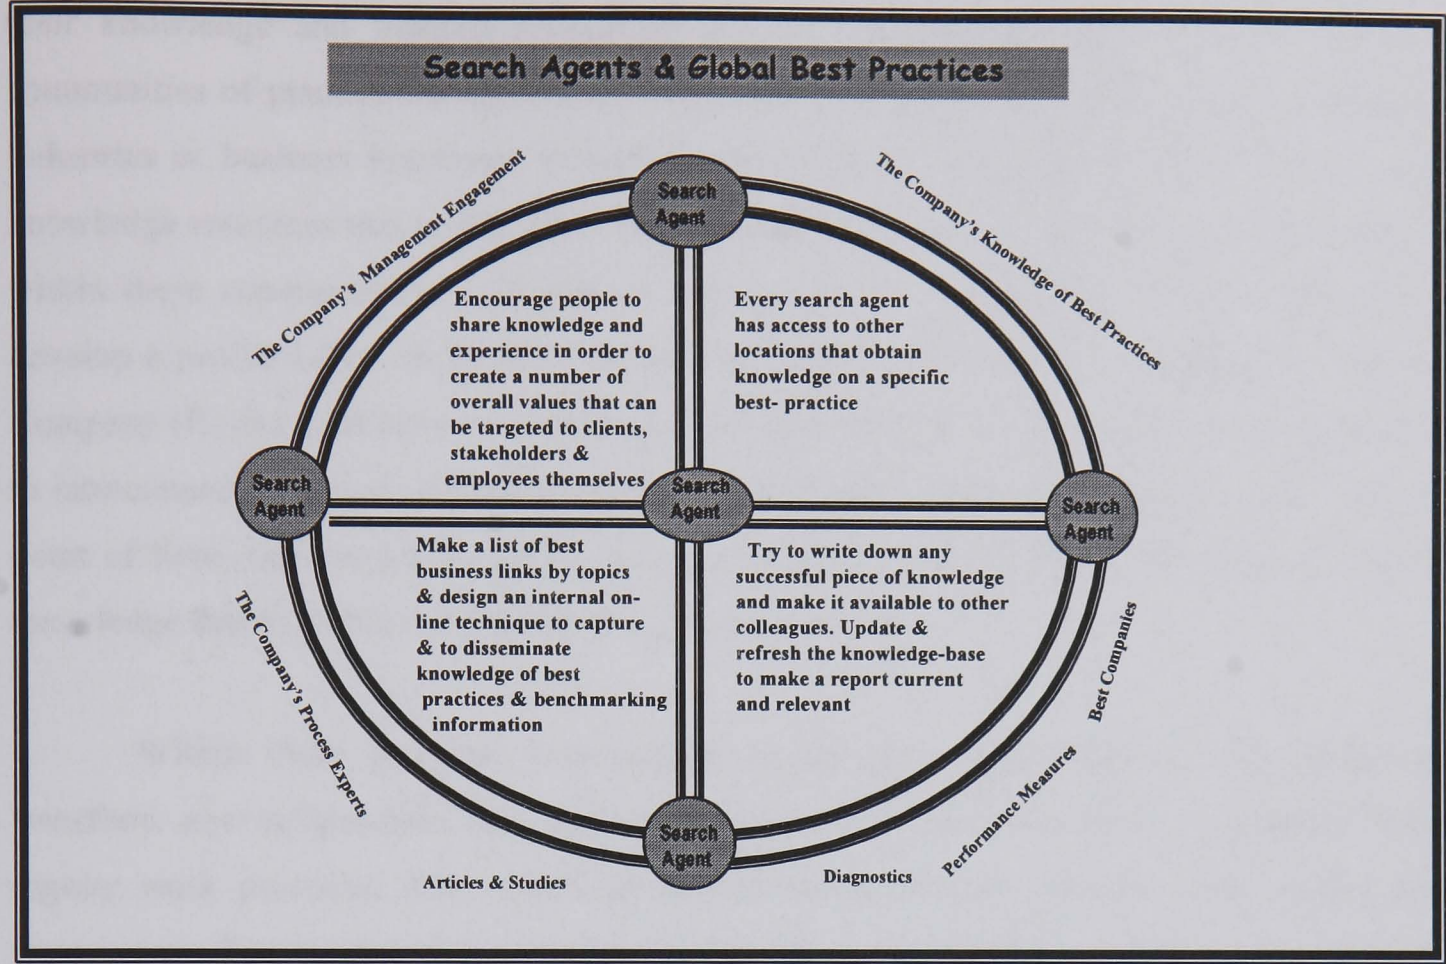 Search Agents & Global Best Practices
Search
Agent
The Company's Management Engagement
The Company's Knowledge of Best Practices
Encourage people to
share knowledge and
experience in order to
create a number of
overall values that can
be targeted to clients,
stakeholders &
employees themselves
Every search agent
has access to other
locations that obtain
knowledge on a specific
best- practice
Search
Agent
Search
Agent
Search
Agent
Make a list of best
business links by topics
& design an internal on-
line technique to capture
& to disseminate
knowledge of best
practices & benchmarking
information
Try to write down any
successful piece of knowledge
and make it available to other
colleagues. Update &
refresh the knowledge-base
to make a report current
and relevant
The Company's Process Experts
Best Companies
Performance Measures
Search
Agent
Articles & Studies
Diagnostics